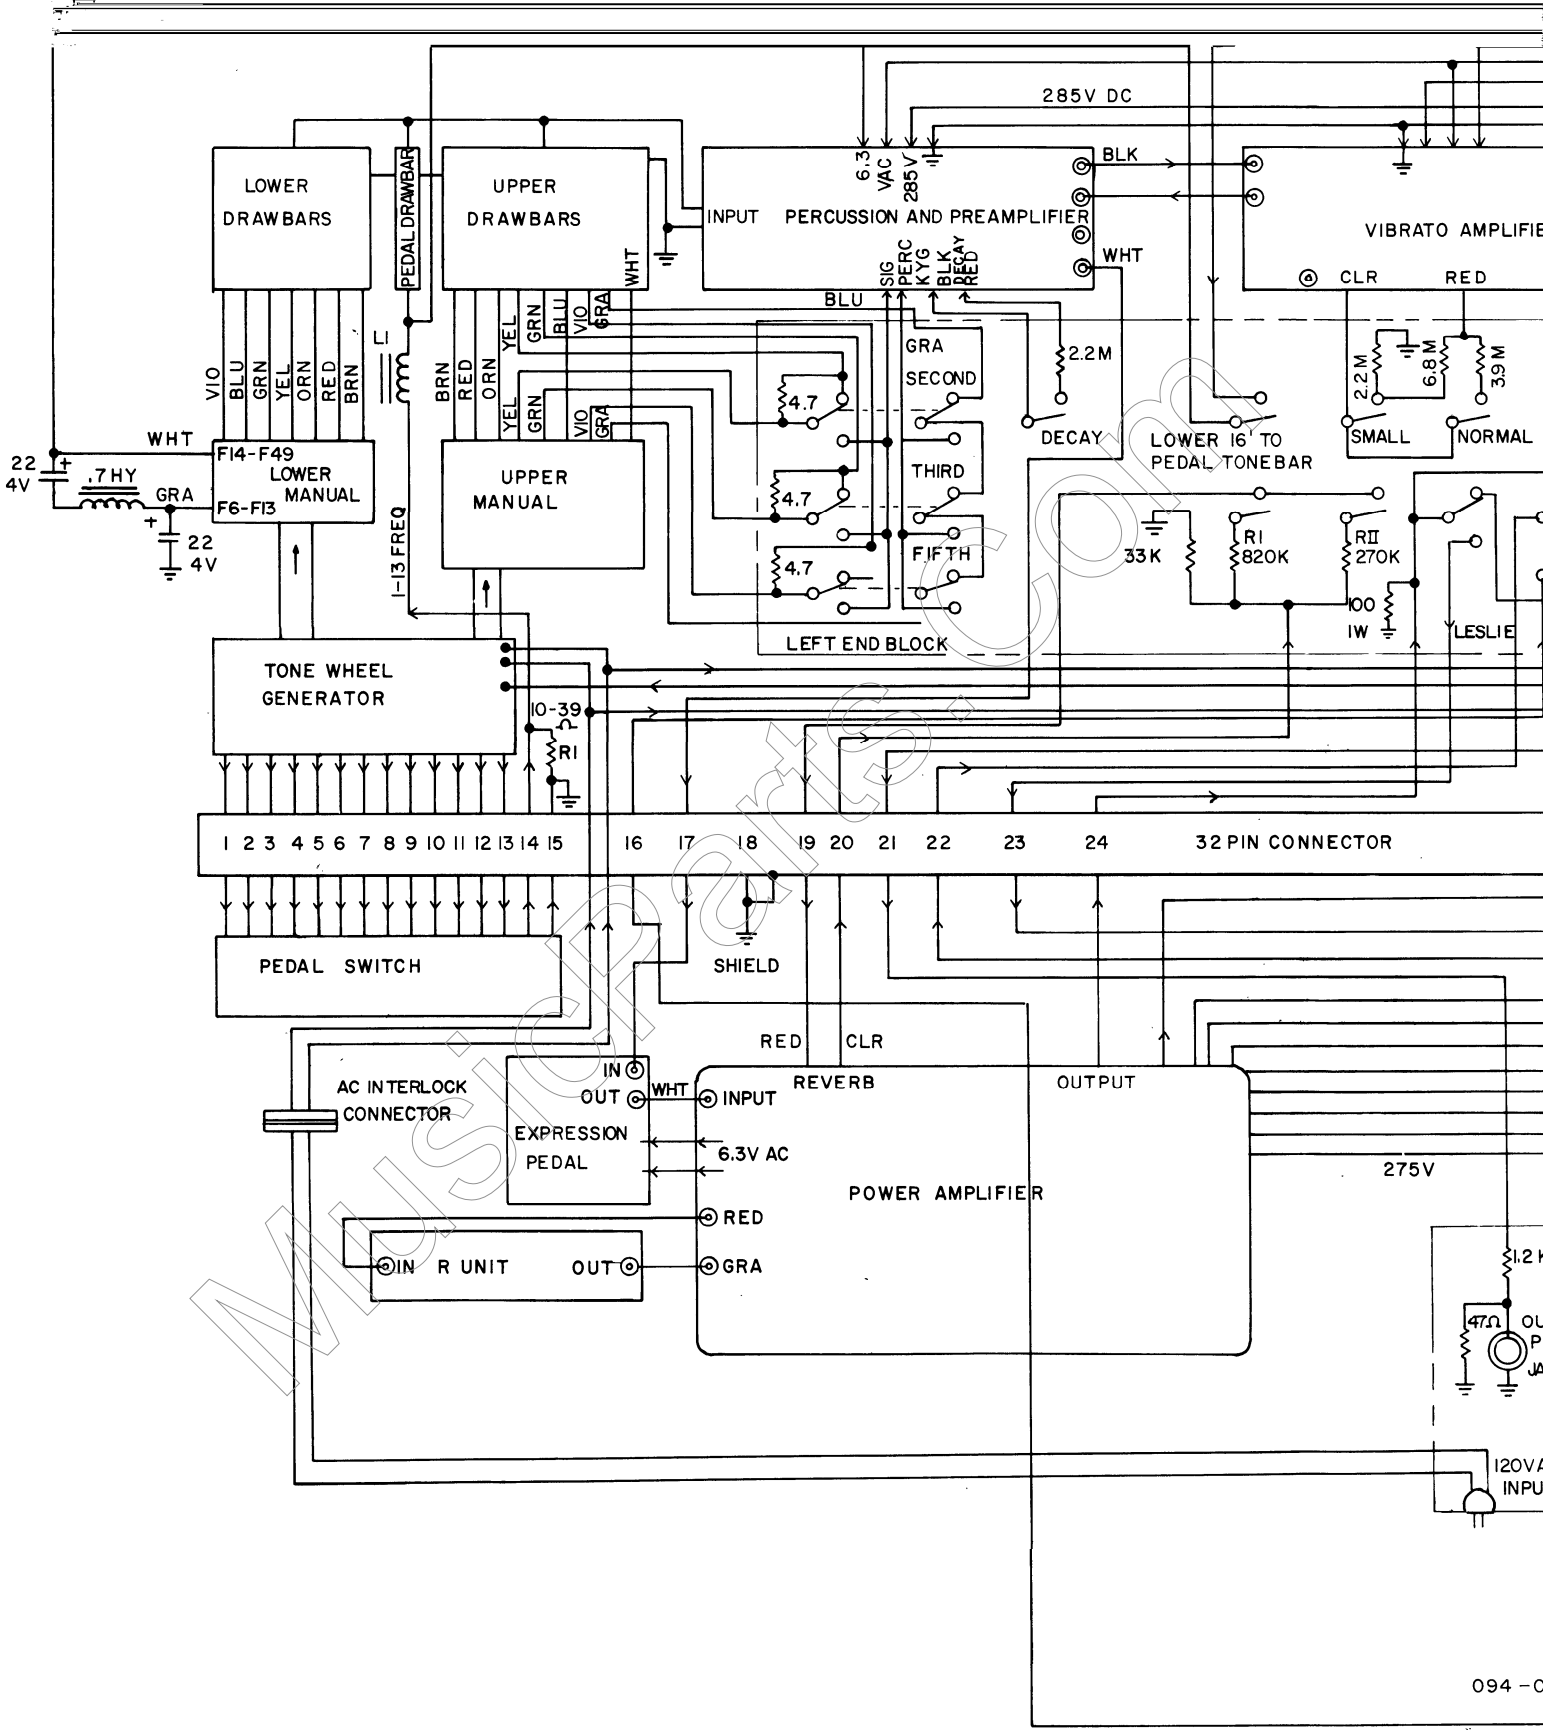 285V DC
LOWER
DRAWBARS
PEDAL DRAWBAR
UPPER
DRAWBARS
WHT
6.3
VAC
285V
INPUT
PERCUSSION AND PREAMPLIFIER
SIG
PERC
KYG
BLK
DECAY
RED
BLK
WHT
VIBRATO AMPLIFIE
CLR
RED
BLU
L1
VIO
BLU
GRN
YEL
ORN
RED
BRN
BRN
RED
ORN
YEL
GRN
BLU
VIO
GRA
YEL
GRN
VIO
GRA
GRA
SECOND
4.7
THIRD
4.7
FIFTH
4.7
LEFT END BLOCK
2.2M
DECAY
LOWER 16' TO
PEDAL TONEBAR
2.2M
6.8M
3.9M
SMALL
NORMAL
WHT
22
4V
+
.7HY
GRA
+
22
4V
F14-F49
LOWER
MANUAL
F6-F13
UPPER
MANUAL
1-13 FREQ
33K
RI
820K
RII
270K
100
1W
LESLIE
TONE WHEEL
GENERATOR
10-39
R1
1 2 3 4 5 6 7 8 9 10 11 12 13 14 15 16 17 18 19 20 21 22 23 24 32 PIN CONNECTOR
PEDAL SWITCH
SHIELD
RED
CLR
AC INTERLOCK
CONNECTOR
IN
OUT
WHT
EXPRESSION
PEDAL
INPUT
REVERB
OUTPUT
6.3V AC
POWER AMPLIFIER
275V
RED
IN R UNIT OUT
GRA
1.2 K
47Ω
OU
P
JA
120VA
INPU
094-0
MusicParts.Com